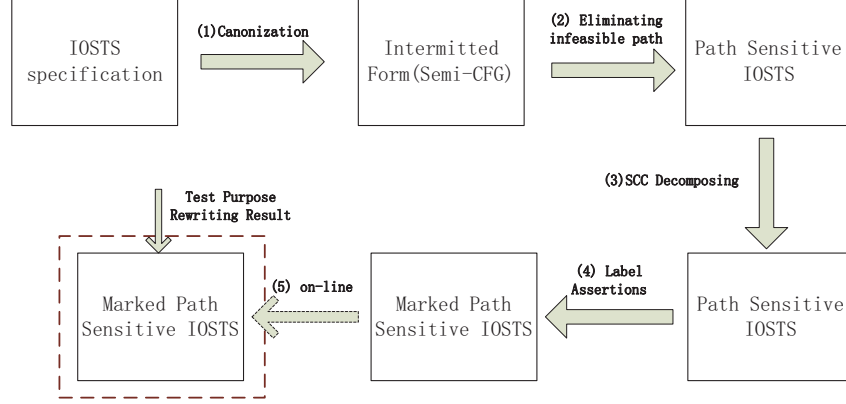 IOSTS
specification
(1)Canonization
Intermitted
Form(Semi-CFG)
(2) Eliminating
infeasible path
Path Sensitive
IOSTS
(3)SCC Decomposing
Test Purpose
Rewriting Result
Marked Path
Sensitive IOSTS
(5) on-line
Marked Path
Sensitive IOSTS
(4) Label
Assertions
Path Sensitive
IOSTS